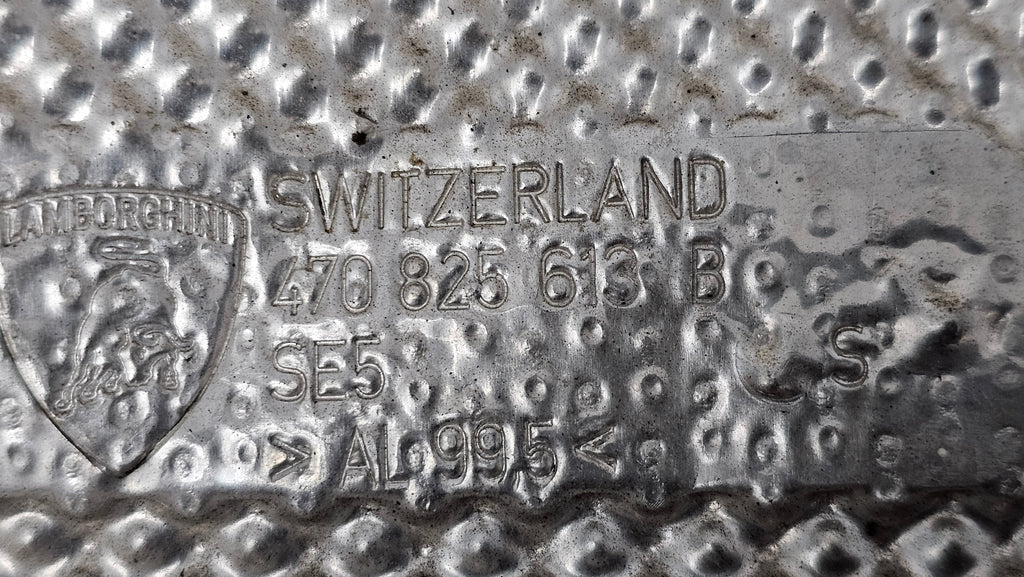 LAMBORGHINI
SWITZERLAND
470 825 613 B
SE5
S
> AL 99.5 <